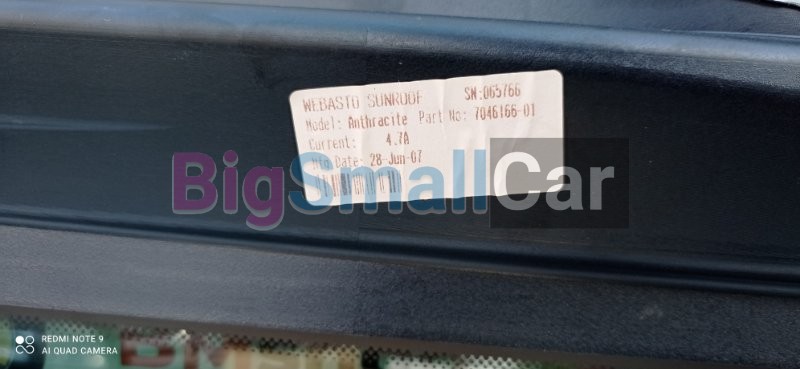 WEBASTO SUNROOF SN:065766
Model: Anthracite Part No: 7046166-01
Current: 4.7A
Mfg Date: 28-Jun-07
BigSmallCar
REDMI NOTE 9
AI QUAD CAMERA